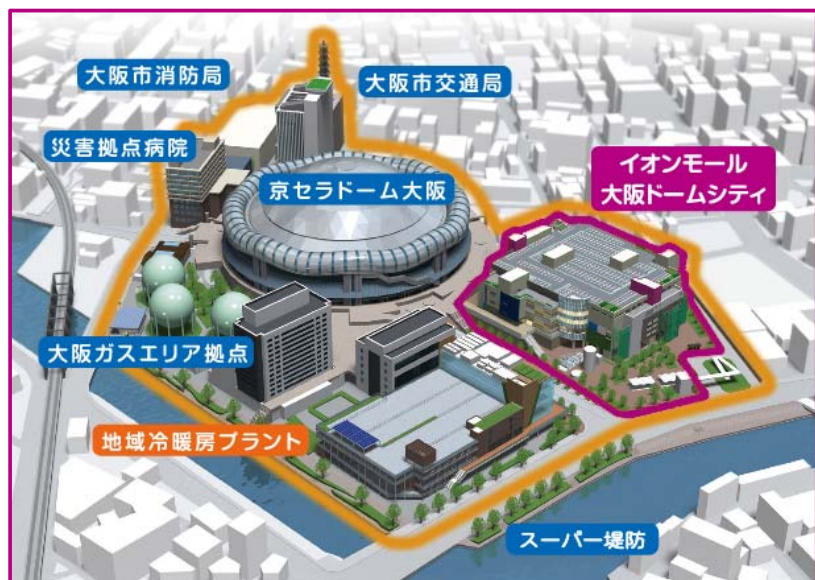 大阪市消防局
大阪市交通局
災害拠点病院
京セラドーム大阪
イオンモール
大阪ドームシティ
大阪ガスエリア拠点
地域冷暖房プラント
スーパー堤防